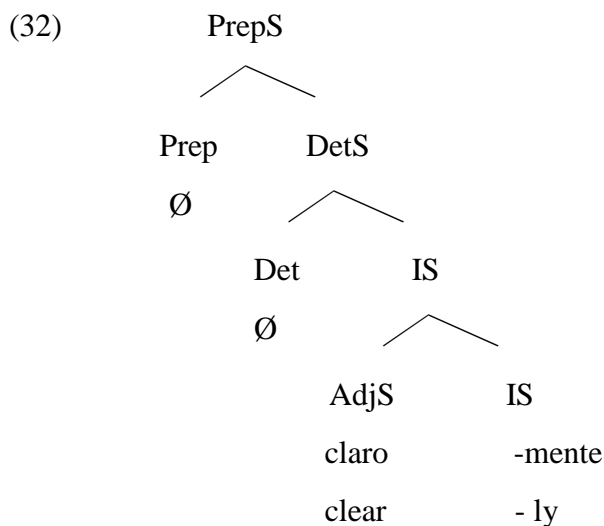 (32) PrepS
Prep DetS
Ø
Det IS
Ø
AdjS IS
claro -mente
clear - ly